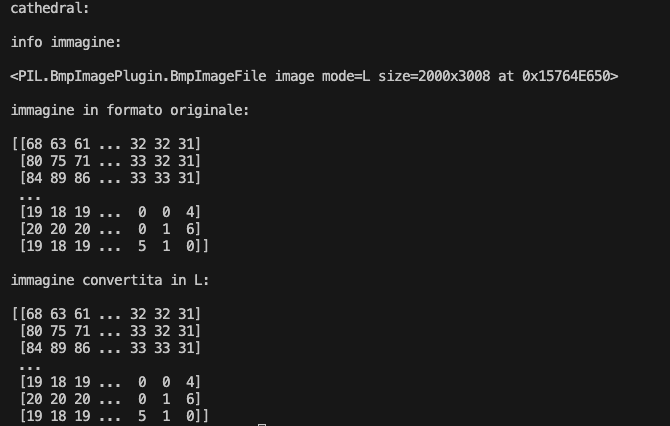 cathedral:
info immagine:
<PIL.BmpImagePlugin.BmpImageFile image mode=L size=2000x3008 at 0x15764E650>
immagine in formato originale:
[[68 63 61 ... 32 32 31]
 [80 75 71 ... 33 32 31]
 [84 89 86 ... 33 33 31]
 ...
 [19 18 19 ...  0  0  4]
 [20 20 20 ...  0  1  6]
 [19 18 19 ...  5  1  0]]
immagine convertita in L:
[[68 63 61 ... 32 32 31]
 [80 75 71 ... 33 32 31]
 [84 89 86 ... 33 33 31]
 ...
 [19 18 19 ...  0  0  4]
 [20 20 20 ...  0  1  6]
 [19 18 19 ...  5  1  0]]